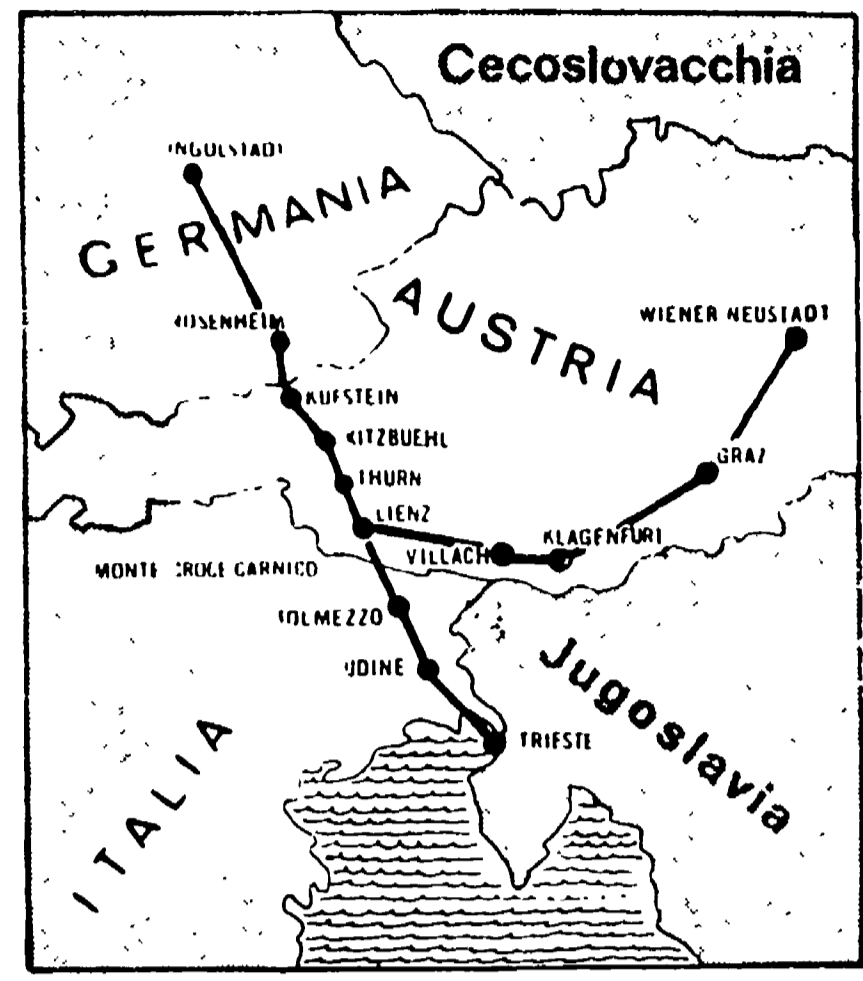 Cecoslovacchia
INGOLSTADT
GERMANIA
AUSTRIA
ROSENHEIM
WIENER NEUSTADT
KUFSTEIN
KITZBUEHL
GRAZ
THURN
LIENZ
KLAGENFURT
VILLACH
MONTE CROCE CARNICO
TOLMEZZO
UDINE
Jugoslavia
TRIESTE
ITALIA